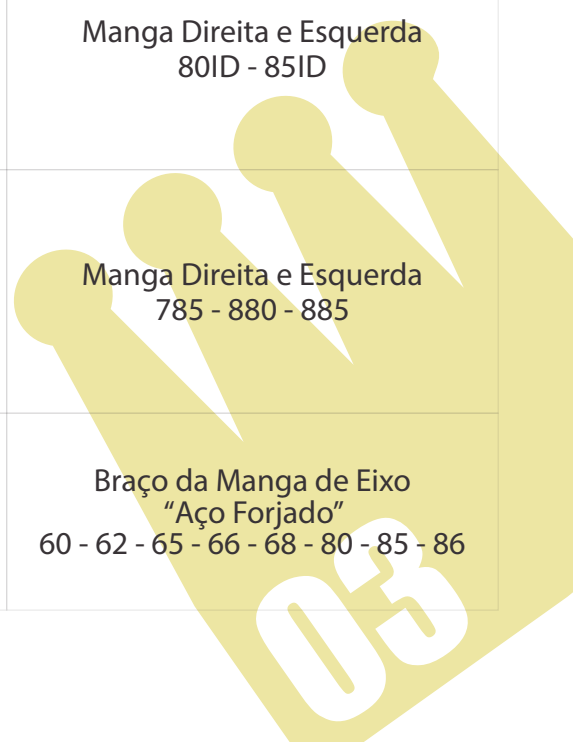 Manga Direita e Esquerda
80ID - 85ID
Manga Direita e Esquerda
785 - 880 - 885
Braço da Manga de Eixo
“Aço Forjado”
60 - 62 - 65 - 66 - 68 - 80 - 85 - 86
03